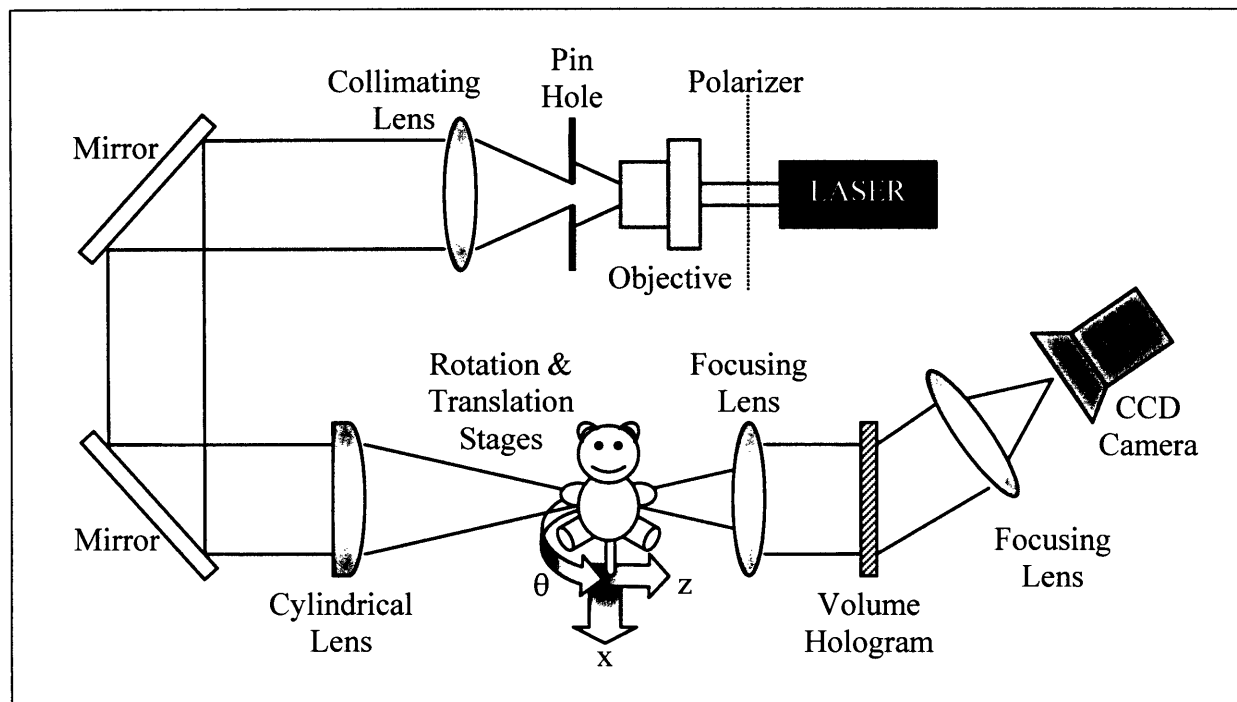 Pin
Hole
Collimating
Lens
Polarizer
Mirror
LASER
Objective
Rotation &
Translation
Stages
Focusing
Lens
CCD
Camera
Mirror
Cylindrical
Lens
θ
z
x
Volume
Hologram
Focusing
Lens